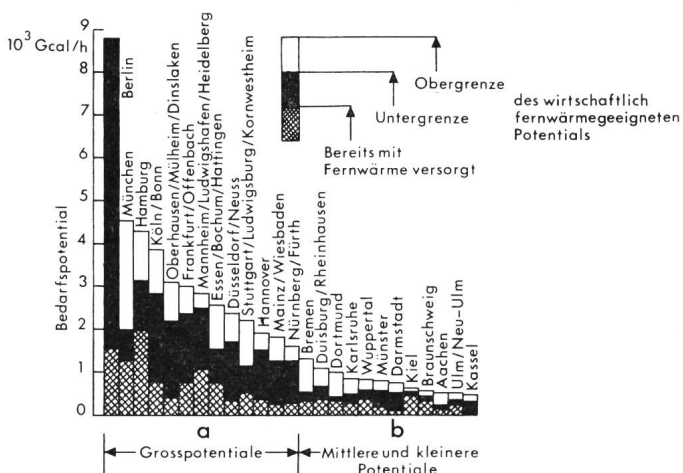 10³ Gcal/h
9
8
7
6
5
4
3
2
1
0
Bedarfspotential
Berlin
München
Hamburg
Köln/Bonn
Oberhausen/Mülheim/Dinslaken
Frankfurt/Offenbach
Mannheim/Ludwigshafen/Heidelberg
Essen/Bochum/Hattingen
Düsseldorf/Neuss
Stuttgart/Ludwigsburg/Kornwestheim
Hannover
Mainz/Wiesbaden
Nürnberg/Fürth
Bremen
Duisburg/Rheinhausen
Dortmund
Karlsruhe
Wuppertal
Münster
Darmstadt
Kiel
Braunschweig
Aachen
Ulm/Neu-Ulm
Kassel
Obergrenze
Untergrenze
Bereits mit
Fernwärme versorgt
des wirtschaftlich
fernwärmegeeigneten
Potentials
a
b
Grosspotentiale
Mittlere und kleinere
Potentiale